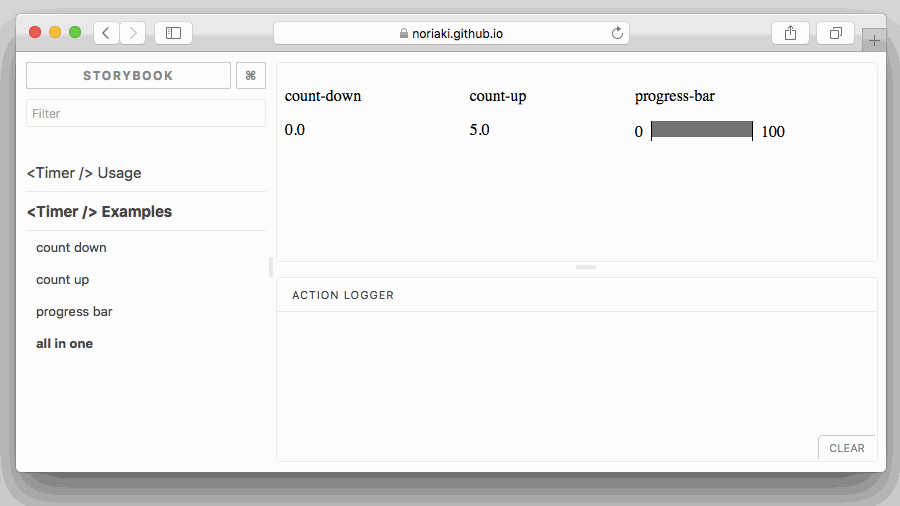 noriaki.github.io
STORYBOOK ⌘
Filter
<Timer /> Usage
<Timer /> Examples
count down
count up
progress bar
all in one
count-down count-up progress-bar
0.0 5.0 0 100
ACTION LOGGER
CLEAR